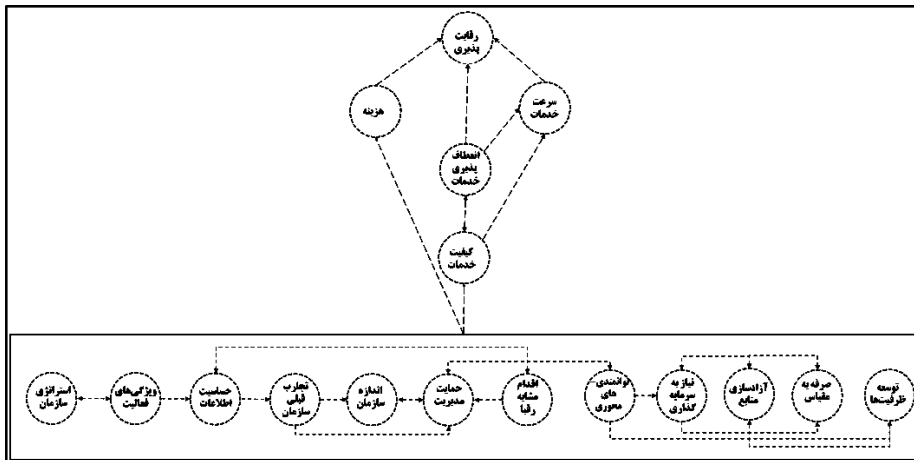 رقابت
پذیری
هزینه
سرعت
خدمات
انعطاف
پذیری
خدمات
کیفیت
خدمات
توسعه
ظرفیت‌ها
صرفه به
مقیاس
آزادسازی
منابع
نیاز به
سرمایه
گذاری
توانمندی-
های
محوری
اقدام
مشابه
رقبا
حمایت
مدیریت
اندازه
سازمان
تجارب
قبلی
سازمان
حساسیت
اطلاعات
ویژگی‌های
فعالیت
استراتژی
سازمان